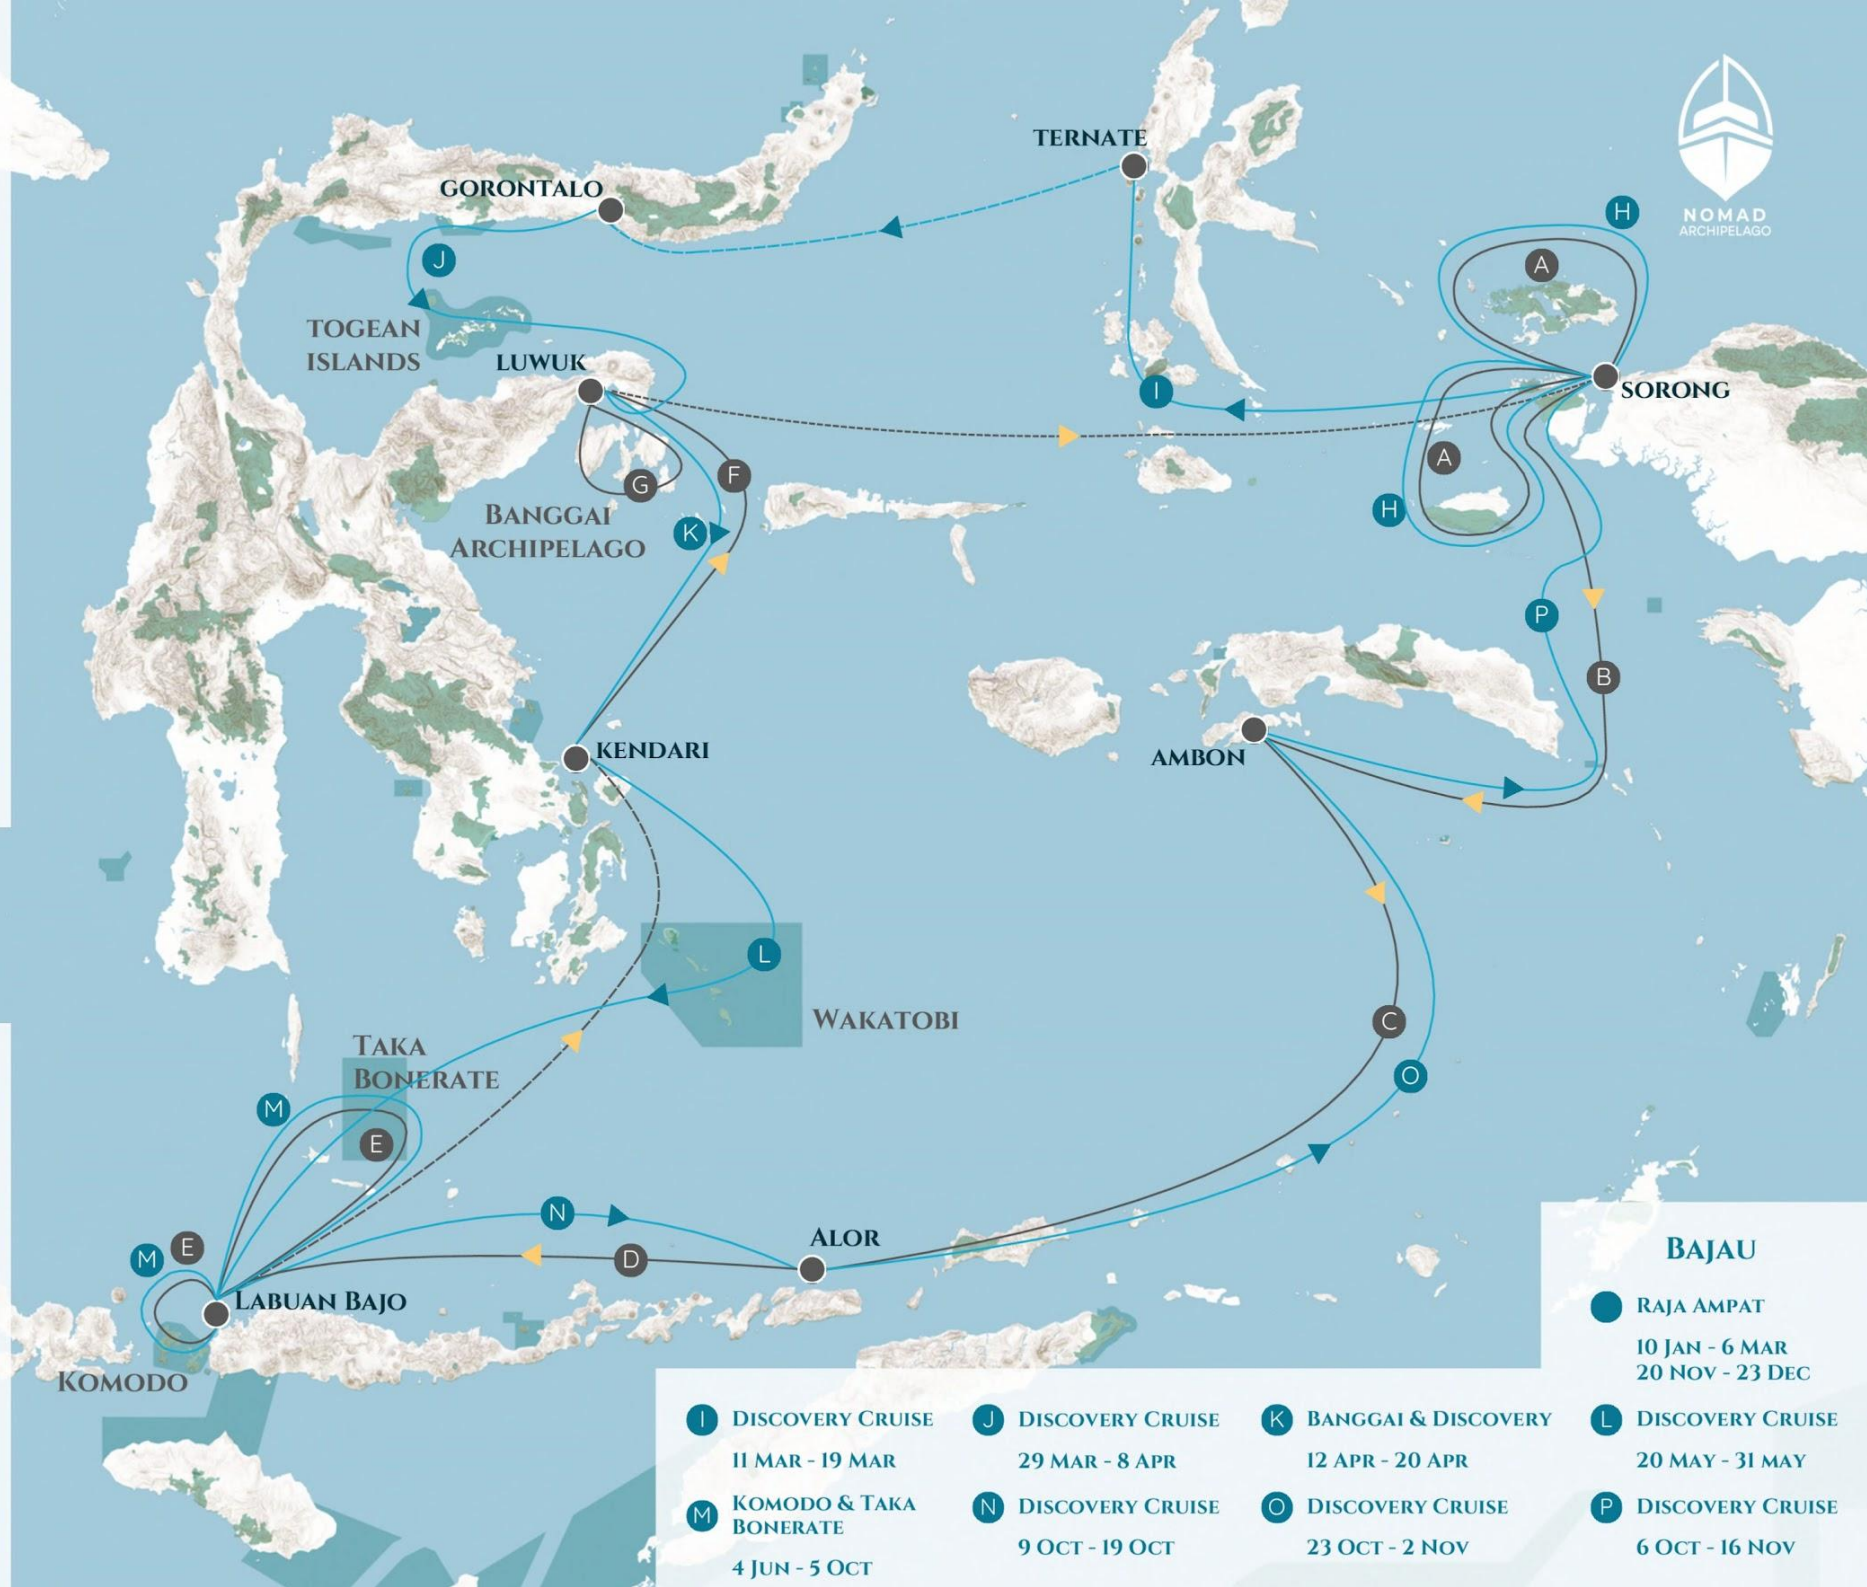 TERNATE
NOMAD
ARCHIPELAGO
GORONTALO
H
A
J
TOGEAN
ISLANDS
LUWUK
I
SORONG
A
G
F
H
BANGGAI
ARCHIPELAGO
K
P
B
KENDARI
AMBON
L
WAKATOBI
C
TAKA
BONERATE
O
M
E
N
ALOR
M
E
D
LABUAN BAJO
KOMODO
BAJAU
RAJA AMPAT
10 JAN - 6 MAR
20 NOV - 23 DEC
I DISCOVERY CRUISE
11 MAR - 19 MAR
J DISCOVERY CRUISE
29 MAR - 8 APR
K BANGGAI & DISCOVERY
12 APR - 20 APR
L DISCOVERY CRUISE
20 MAY - 31 MAY
M KOMODO & TAKA
BONERATE
4 JUN - 5 OCT
N DISCOVERY CRUISE
9 OCT - 19 OCT
O DISCOVERY CRUISE
23 OCT - 2 NOV
P DISCOVERY CRUISE
6 OCT - 16 NOV